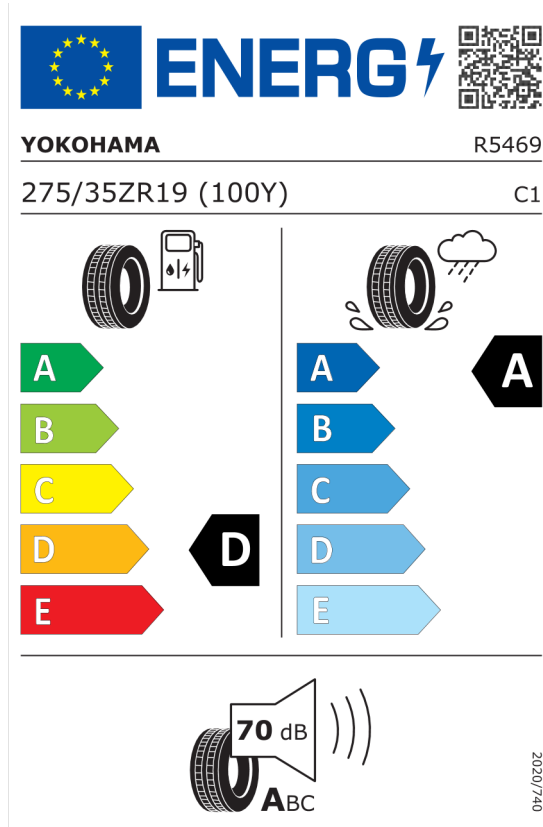 ENERG
YOKOHAMA R5469
275/35ZR19 (100Y) C1
A A A
B B
C C
D D D
E E
70 dB
ABC
2020/740